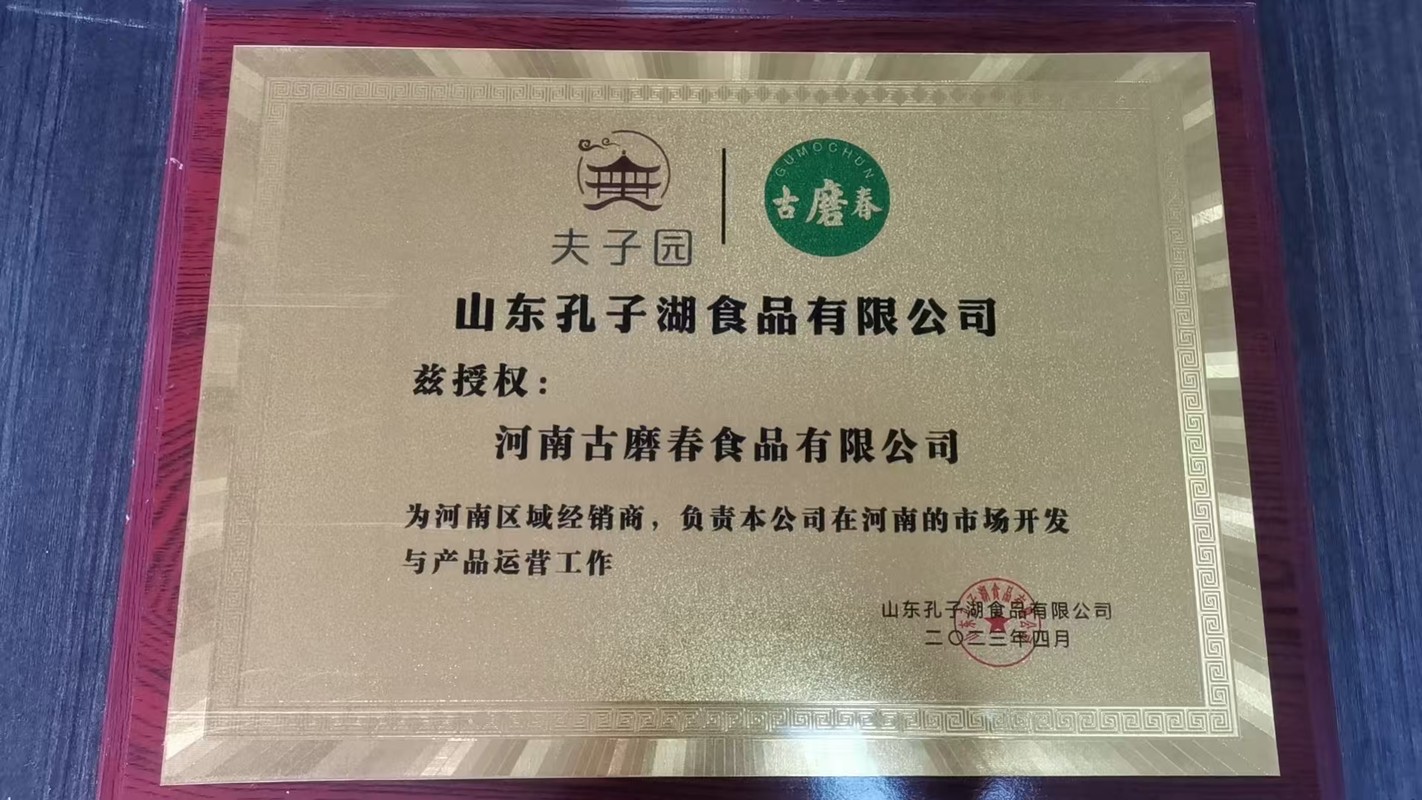 夫子园
GUMOCHUN
古磨春
山东孔子湖食品有限公司
兹授权：
河南古磨春食品有限公司
为河南区域经销商，负责本公司在河南的市场开发
与产品运营工作
山东孔子湖食品有限公司
二〇二三年四月